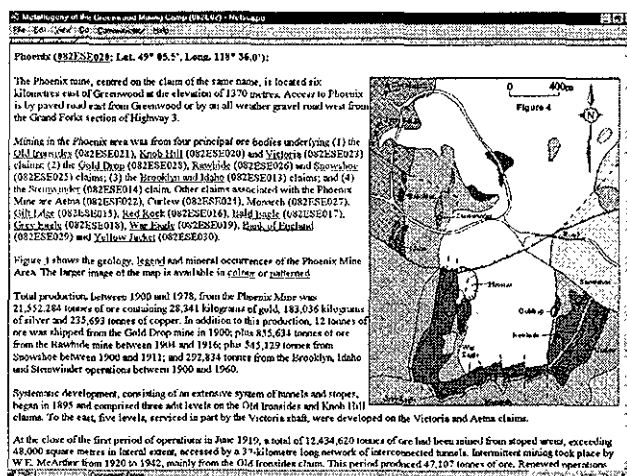 Metallogeny of the Greenwood Mining Camp (082E/02) - Netscape
File Edit View Go Communicator Help
Phoenix (082ESE020; Lat. 49° 05.5', Long. 118° 36.0'):
The Phoenix mine, centred on the claim of the same name, is located six
kilometres east of Greenwood at the elevation of 1370 metres. Access to Phoenix
is by paved road east from Greenwood or by on all weather gravel road west from
the Grand Forks section of Highway 3.
Mining in the Phoenix area was from four principal ore bodies underlying (1) the
Old Ironsides (082ESE021), Knob Hill (082ESE020) and Victoria (082ESE023)
claims; (2) the Gold Drop (082ESE028), Rawhide (082ESE026) and Snowshoe
(082ESE025) claims; (3) the Brooklyn and Idaho (082ESE013) claims; and (4)
the Stemwinder (082ESE014) claim. Other claims associated with the Phoenix
Mine are Aetna (082ESE022), Curlew (082ESE024), Monarch (082ESE027),
Gilt Edge (082ESE015), Red Rock (082ESE016), Bald Eagle (082ESE017),
Grey Eagle (082ESE018), War Eagle (082ESE019), Bank of England
(082ESE029) and Yellow Jacket (082ESE030).
Figure 4 shows the geology, legend and mineral occurrences of the Phoenix Mine
Area. The larger image of the map is available in colour or patterned
Total production, between 1900 and 1978, from the Phoenix Mine was
21,552,284 tonnes of ore containing 28,341 kilograms of gold, 183,036 kilograms
of silver and 235,693 tonnes of copper. In addition to this production, 12 tonnes of
ore was shipped from the Gold Drop mine in 1900; plus 855,634 tonnes of ore
from the Rawhide mine between 1904 and 1916; plus 545,129 tonnes from
Snowshoe between 1900 and 1911; and 292,834 tonnes from the Brooklyn, Idaho
and Stemwinder operations between 1900 and 1960.
Systematic development, consisting of an extensive system of tunnels and stopes,
began in 1895 and comprised three adit levels on the Old Ironsides and Knob Hill
claims. To the east, five levels, serviced in part by the Victoria shaft, were developed on the Victoria and Aetna claims.
At the close of the first period of operations in June 1919, a total of 12,434,620 tonnes of ore had been mined from stoped areas, exceeding
48,000 square metres in lateral extent, accessed by a 37-kilometre long network of interconnected tunnels. Intermittent mining took place by
W.E. McArthur from 1920 to 1942, mainly from the Old Ironsides claim. This period produced 47,107 tonnes of ore. Renewed operations
0 400m
Figure 4
N
Stemwinder
Phoenix
Gold Drop
Rawhide
War
Eagle
Snowshoe